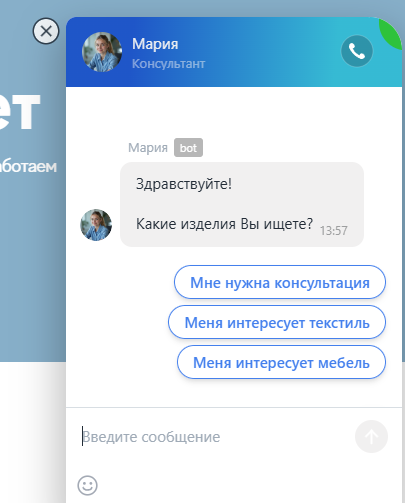 Мария
Консультант
ет
Мария bot
Здравствуйте!
Какие изделия Вы ищете? 13:57
Мне нужна консультация
Меня интересует текстиль
Меня интересует мебель
Введите сообщение